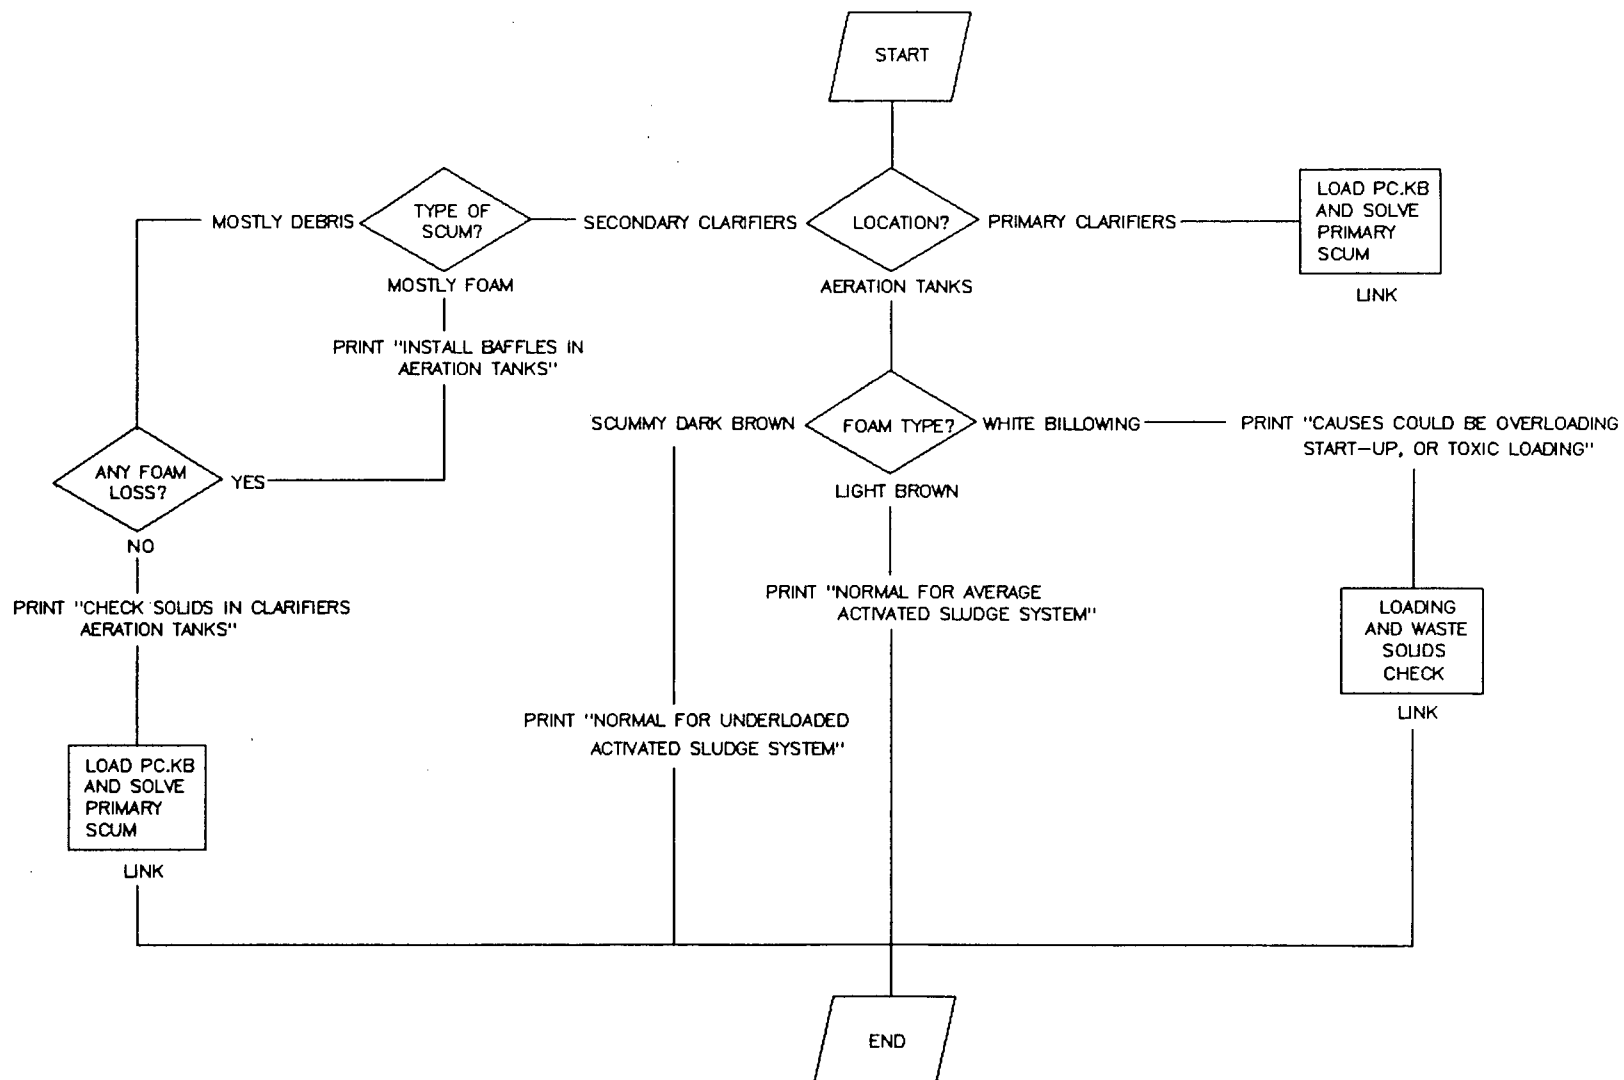 START
LOCATION?
SECONDARY CLARIFIERS
PRIMARY CLARIFIERS
AERATION TANKS
LOAD PC.KB
AND SOLVE
PRIMARY
SCUM
LINK
TYPE OF
SCUM?
MOSTLY DEBRIS
MOSTLY FOAM
PRINT "INSTALL BAFFLES IN
AERATION TANKS"
ANY FOAM
LOSS?
YES
NO
PRINT "CHECK SOLIDS IN CLARIFIERS
AERATION TANKS"
LOAD PC.KB
AND SOLVE
PRIMARY
SCUM
LINK
FOAM TYPE?
SCUMMY DARK BROWN
WHITE BILLOWING
LIGHT BROWN
PRINT "NORMAL FOR UNDERLOADED
ACTIVATED SLUDGE SYSTEM"
PRINT "NORMAL FOR AVERAGE
ACTIVATED SLUDGE SYSTEM"
PRINT "CAUSES COULD BE OVERLOADING
START-UP, OR TOXIC LOADING"
LOADING
AND WASTE
SOLIDS
CHECK
LINK
END